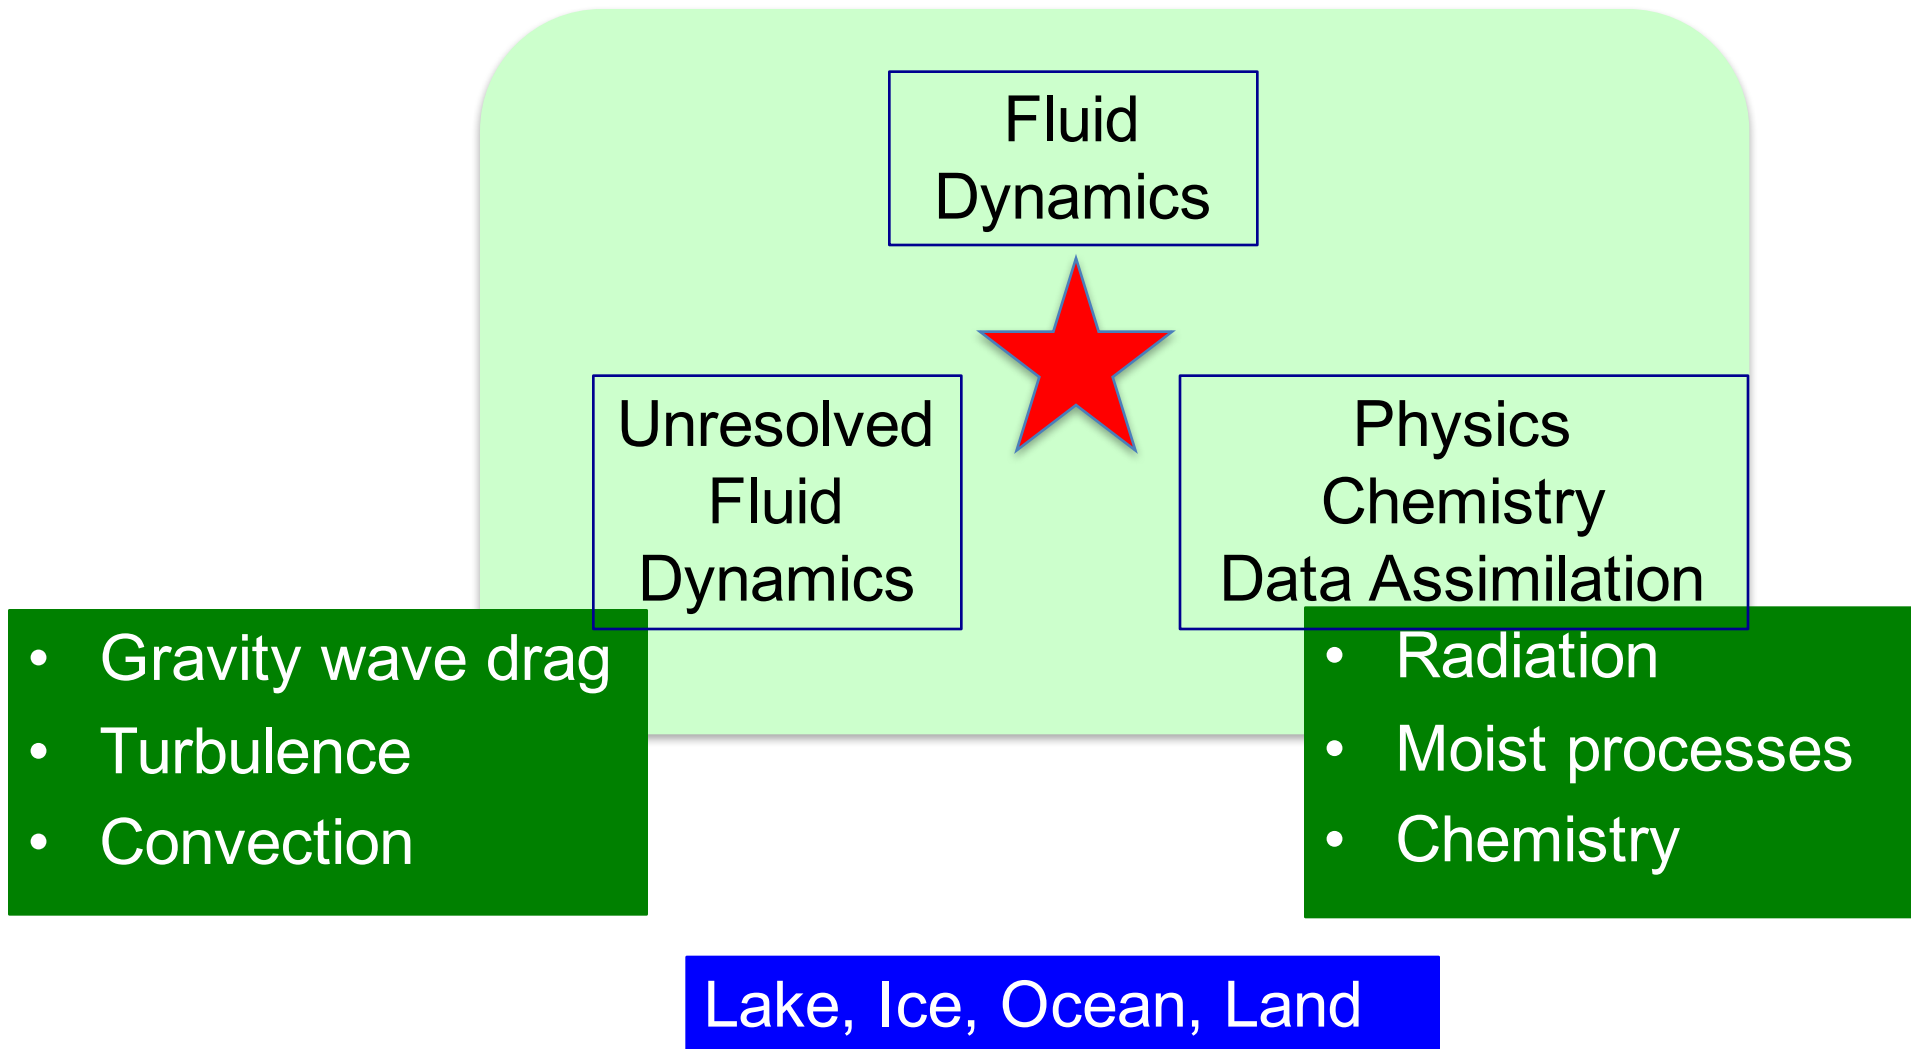 Fluid
Dynamics
Unresolved
Fluid
Dynamics
Physics
Chemistry
Data Assimilation
• Gravity wave drag
• Turbulence
• Convection
• Radiation
• Moist processes
• Chemistry
Lake, Ice, Ocean, Land